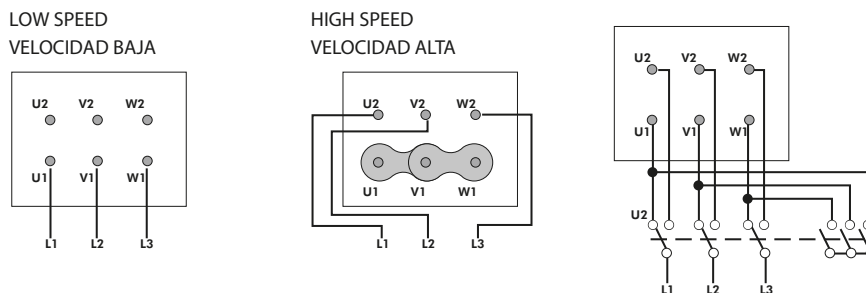 LOW SPEED
VELOCIDAD BAJA
U2 V2 W2
U1 V1 W1
L1 L2 L3
HIGH SPEED
VELOCIDAD ALTA
U2 V2 W2
U1 V1 W1
L1 L2 L3
U2 V2 W2
U1 V1 W1
U2
L1 L2 L3